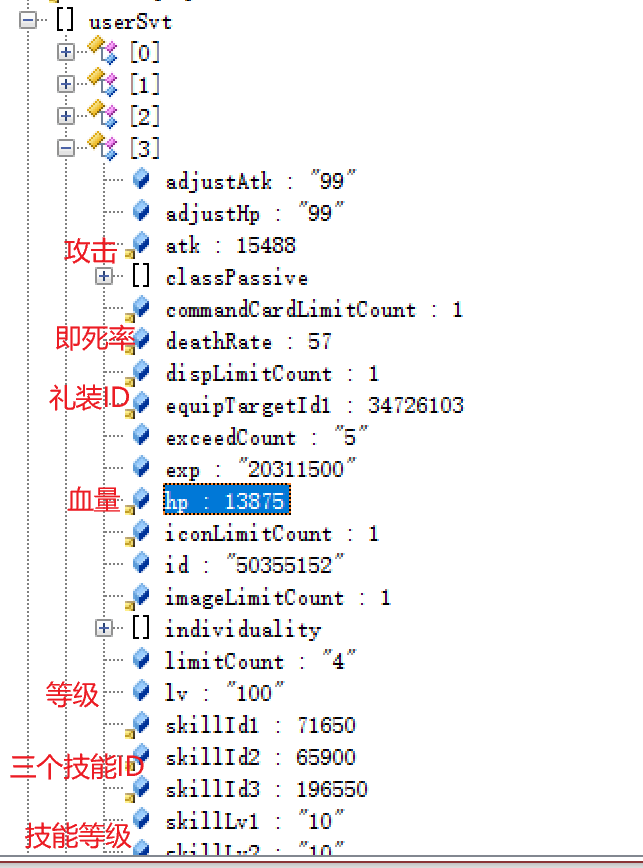 userSvt
[0]
[1]
[2]
[3]
adjustAtk : "99"
adjustHp : "99"
攻击 atk : 15488
classPassive
commandCardLimitCount : 1
即死率 deathRate : 57
dispLimitCount : 1
礼装ID equipTargetId1 : 34726103
exceedCount : "5"
exp : "20311500"
血量 hp : 13875
iconLimitCount : 1
id : "50355152"
imageLimitCount : 1
individuality
limitCount : "4"
等级 lv : "100"
skillId1 : 71650
三个技能ID skillId2 : 65900
skillId3 : 196550
技能等级 skillLv1 : "10"
skillLv2 : "10"